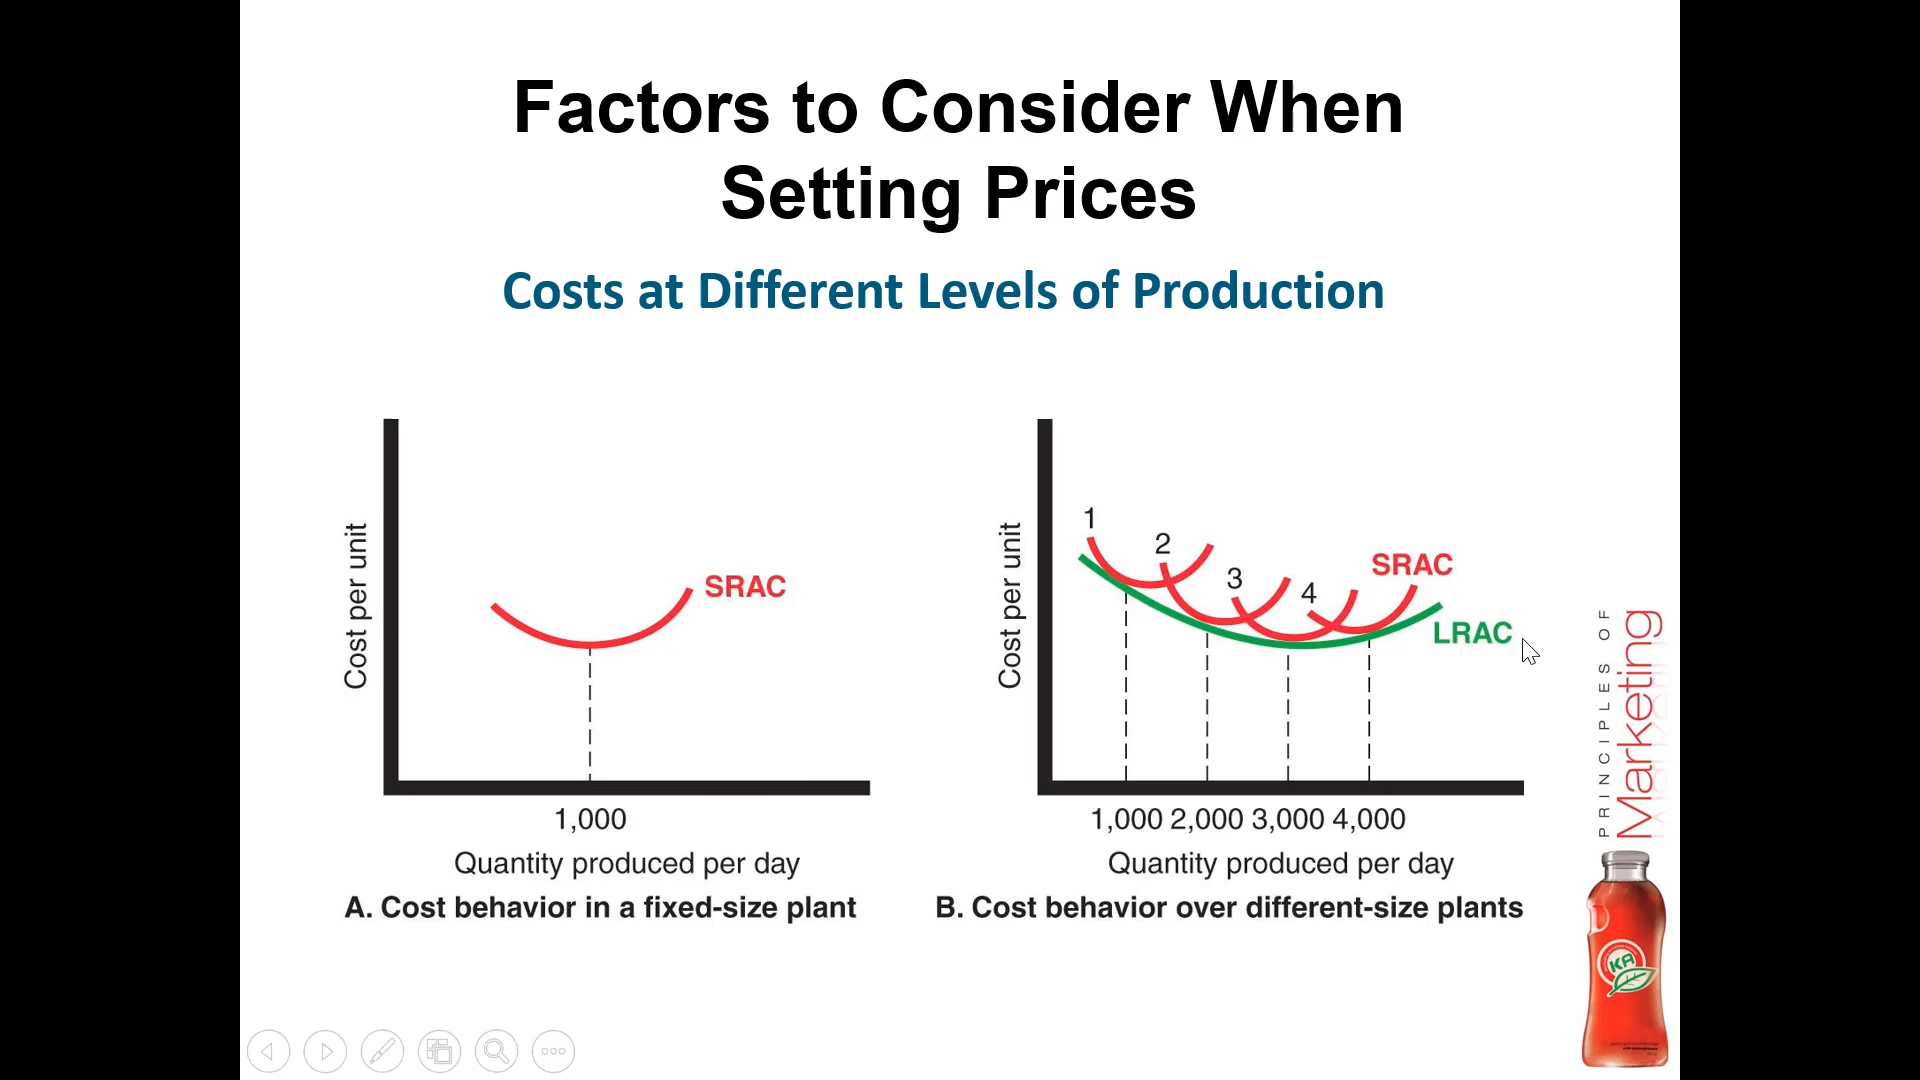 Factors to Consider When
Setting Prices
Costs at Different Levels of Production
Cost per unit
SRAC
1,000
Quantity produced per day
A. Cost behavior in a fixed-size plant
Cost per unit
1
2
3
4
SRAC
LRAC
1,000 2,000 3,000 4,000
Quantity produced per day
B. Cost behavior over different-size plants
PRINCIPLES OF
Marketing
KA